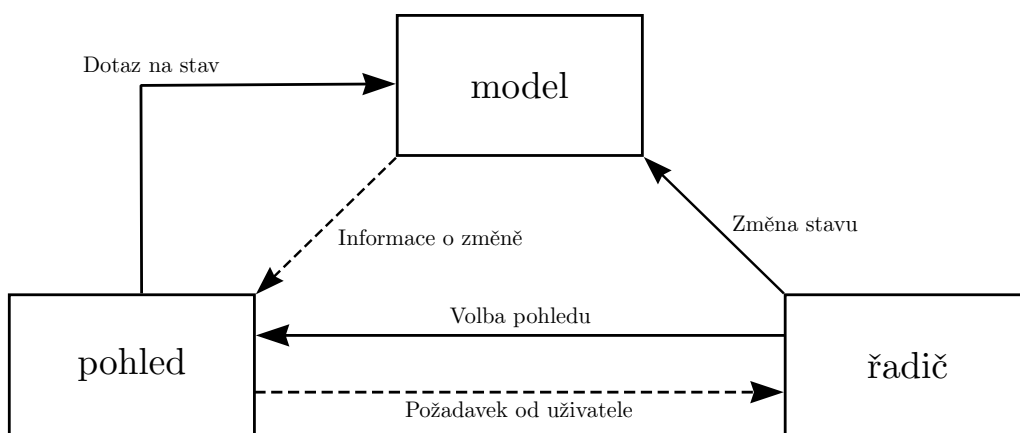 Dotaz na stav
model
Změna stavu
Informace o změně
Volba pohledu
pohled
řadič
Požadavek od uživatele